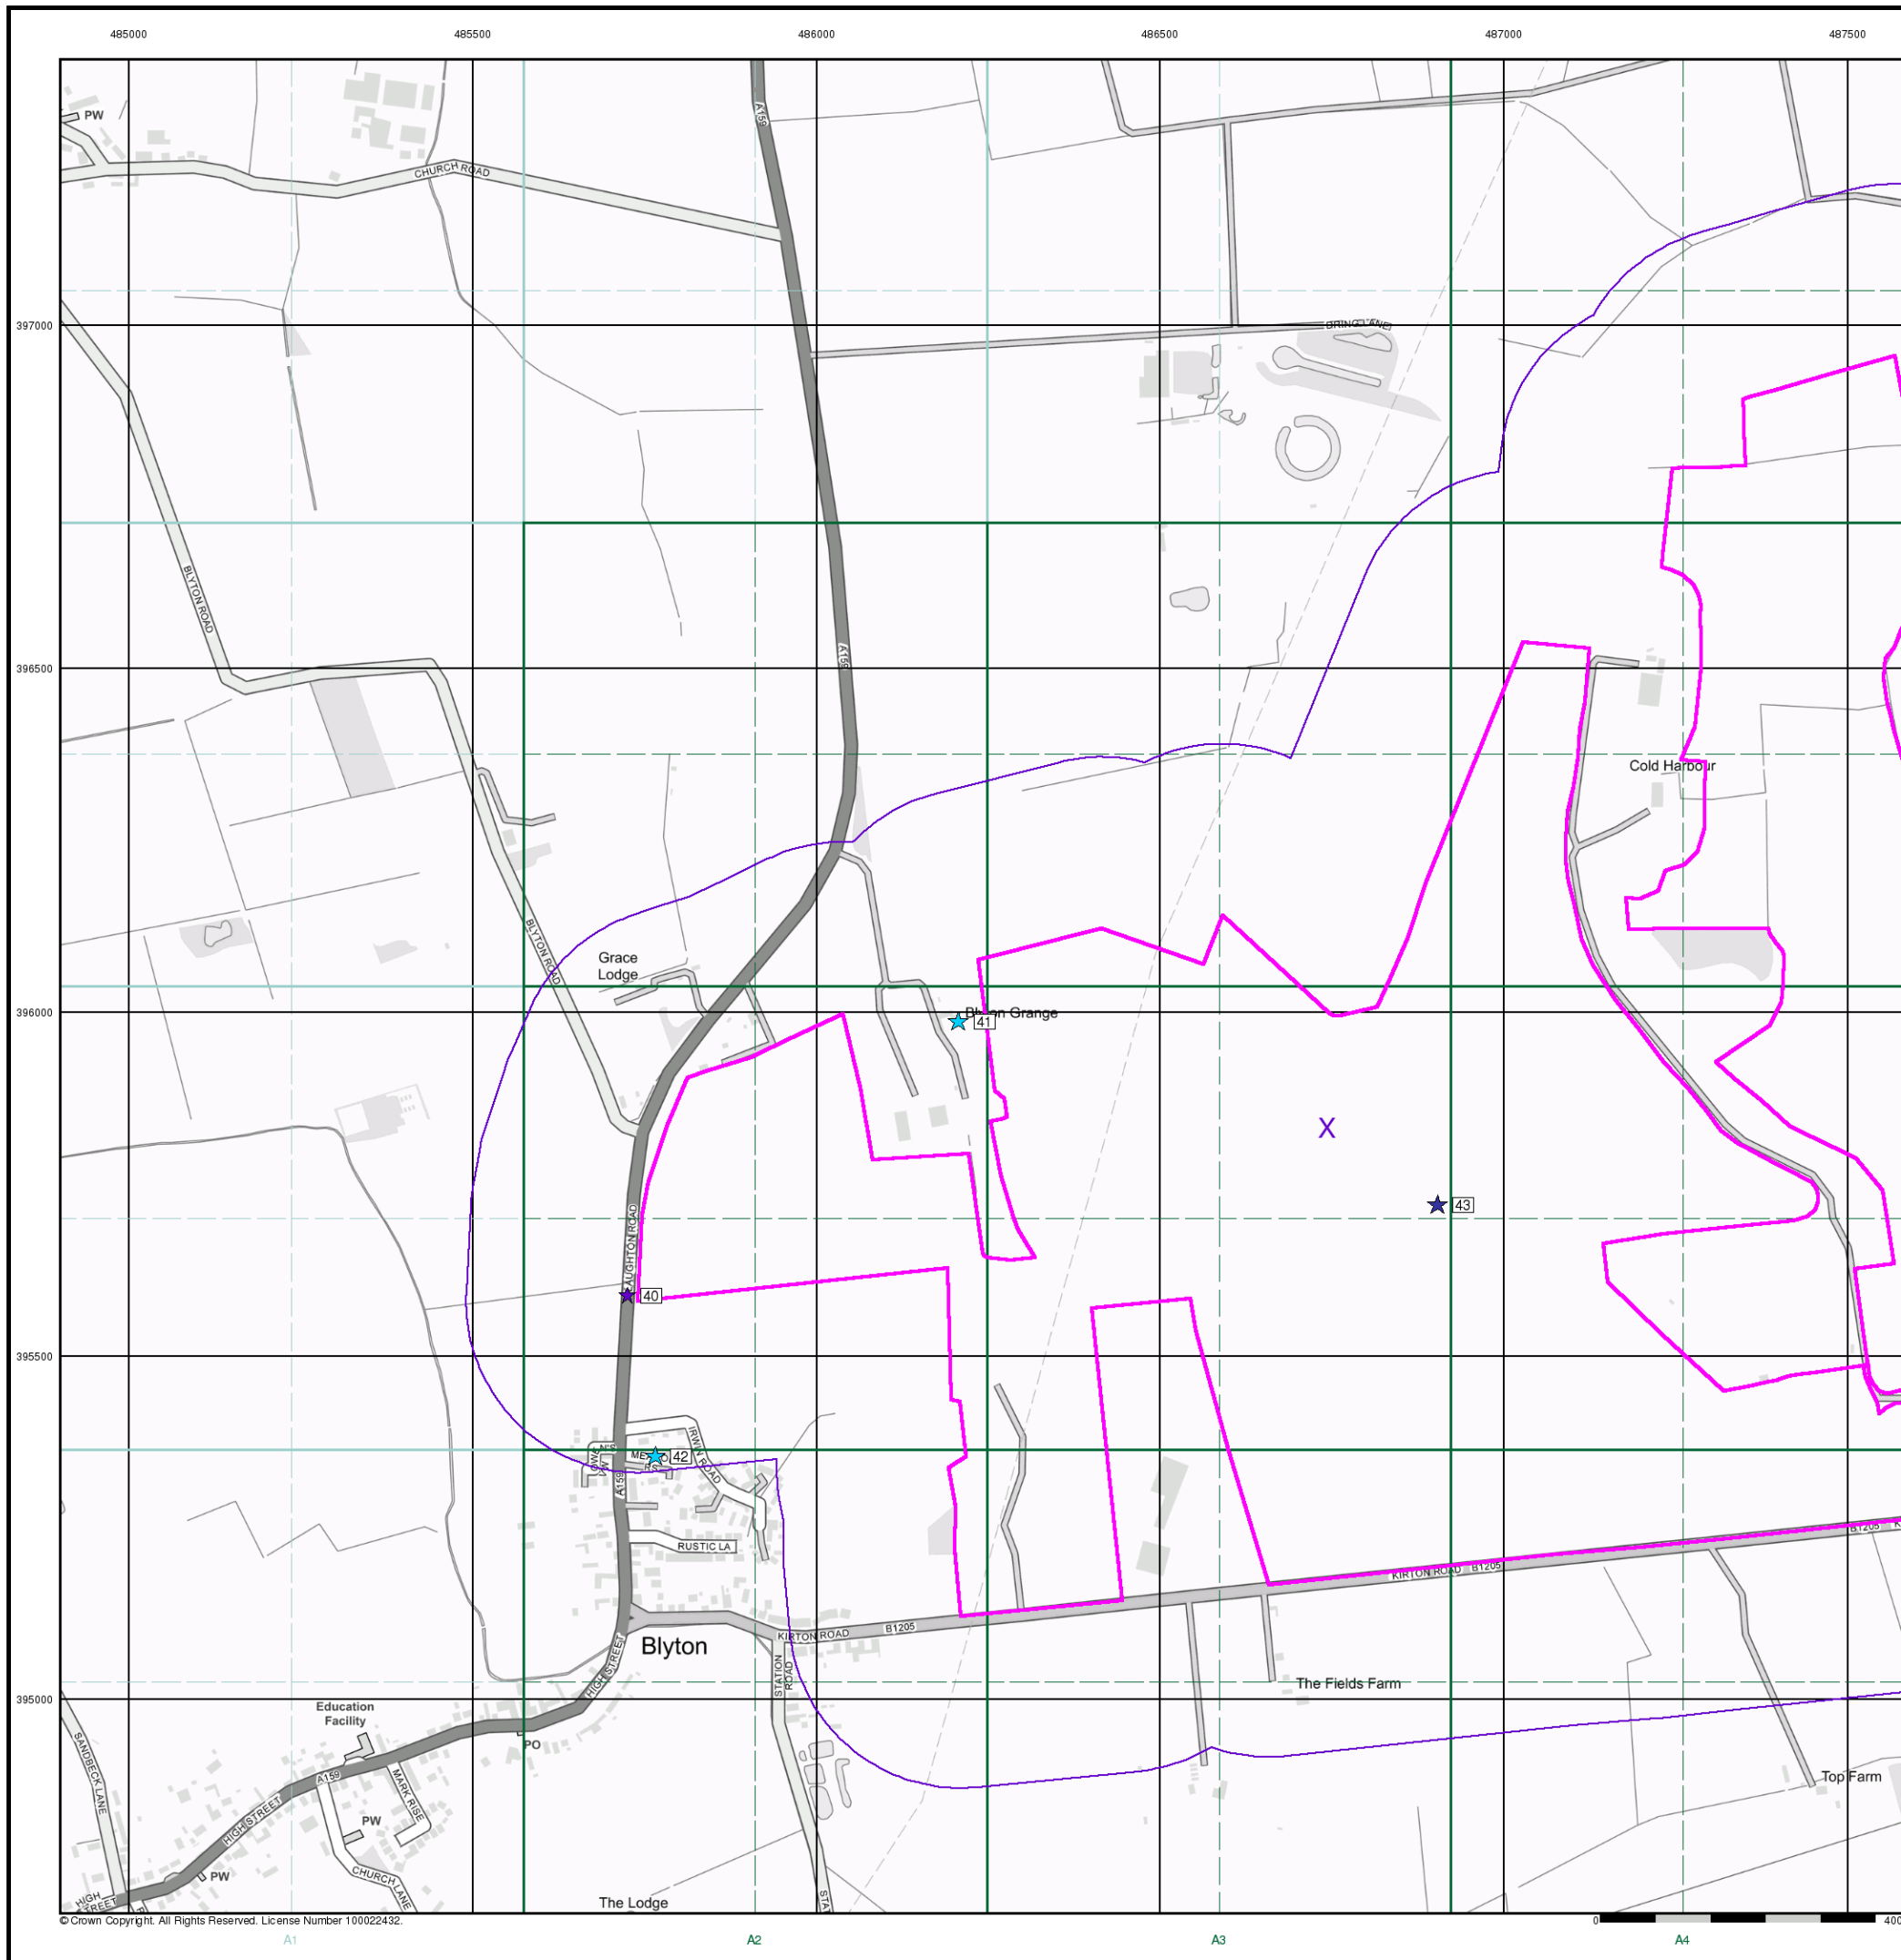 485000 485500 486000 486500 487000 487500
PW
A159
CHURCH ROAD
397000
BLYTON ROAD
A159
396500
Cold Harbour
BLYTON ROAD
Grace
Lodge
396000
Grange
41
X
43
LAUGHTON ROAD
40
395500
IRWIN ROAD
42
A159
RUSTIC LA
B1205
KIRTON ROAD B1205
KIRTON ROAD B1205
Blyton
HIGH STREET
STATION
ROAD
The Fields Farm
395000
Education
Facility
PO
SANDBECK LANE
A159
MARK RISE
Top Farm
HIGH STREET
PW
PW
CHURCH LANE
HIGH
STREET
The Lodge
STAT
© Crown Copyright. All Rights Reserved. License Number 100022432.
0 400
A1 A2 A3 A4